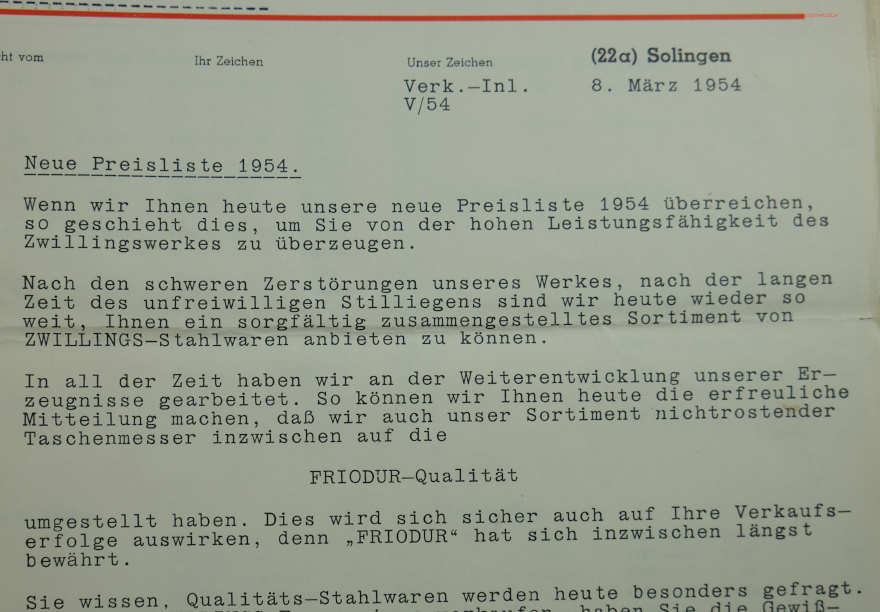 ht vom
Ihr Zeichen
Unser Zeichen
(22a) Solingen
Verk.—Inl.
8. März 1954
V/54
Neue Preisliste 1954.
Wenn wir Ihnen heute unsere neue Preisliste 1954 überreichen,
so geschieht dies, um Sie von der hohen Leistungsfähigkeit des
Zwillingswerkes zu überzeugen.
Nach den schweren Zerstörungen unseres Werkes, nach der langen
Zeit des unfreiwilligen Stilliegens sind wir heute wieder so
weit, Ihnen ein sorgfältig zusammengestelltes Sortiment von
ZWILLINGS—Stahlwaren anbieten zu können.
In all der Zeit haben wir an der Weiterentwicklung unserer Er—
zeugnisse gearbeitet. So können wir Ihnen heute die erfreuliche
Mitteilung machen, daß wir auch unser Sortiment nichtrostender
Taschenmesser inzwischen auf die
FRIODUR—Qualität
umgestellt haben. Dies wird sich sicher auch auf Ihre Verkaufs—
erfolge auswirken, denn „FRIODUR“ hat sich inzwischen längst
bewährt.
Sie wissen, Qualitäts—Stahlwaren werden heute besonders gefragt.
verkaufen, haben Sie die Gewiß—